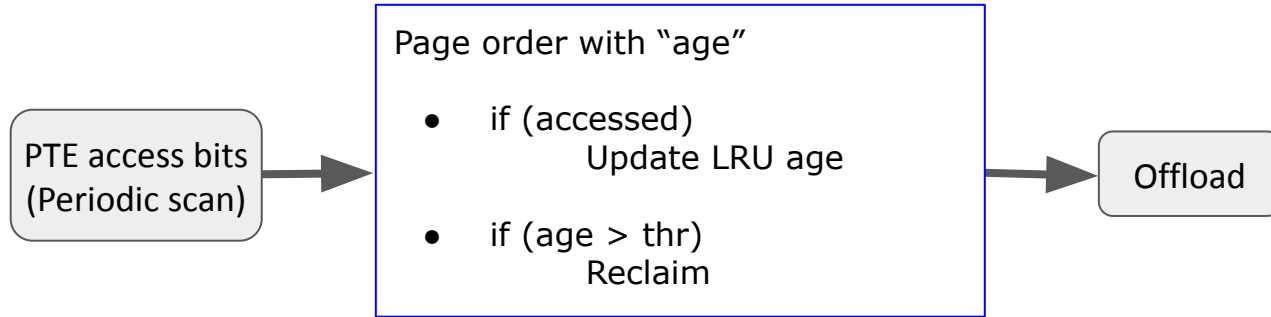 PTE access bits
(Periodic scan)
Page order with “age”
● if (accessed)
Update LRU age
● if (age > thr)
Reclaim
Offload